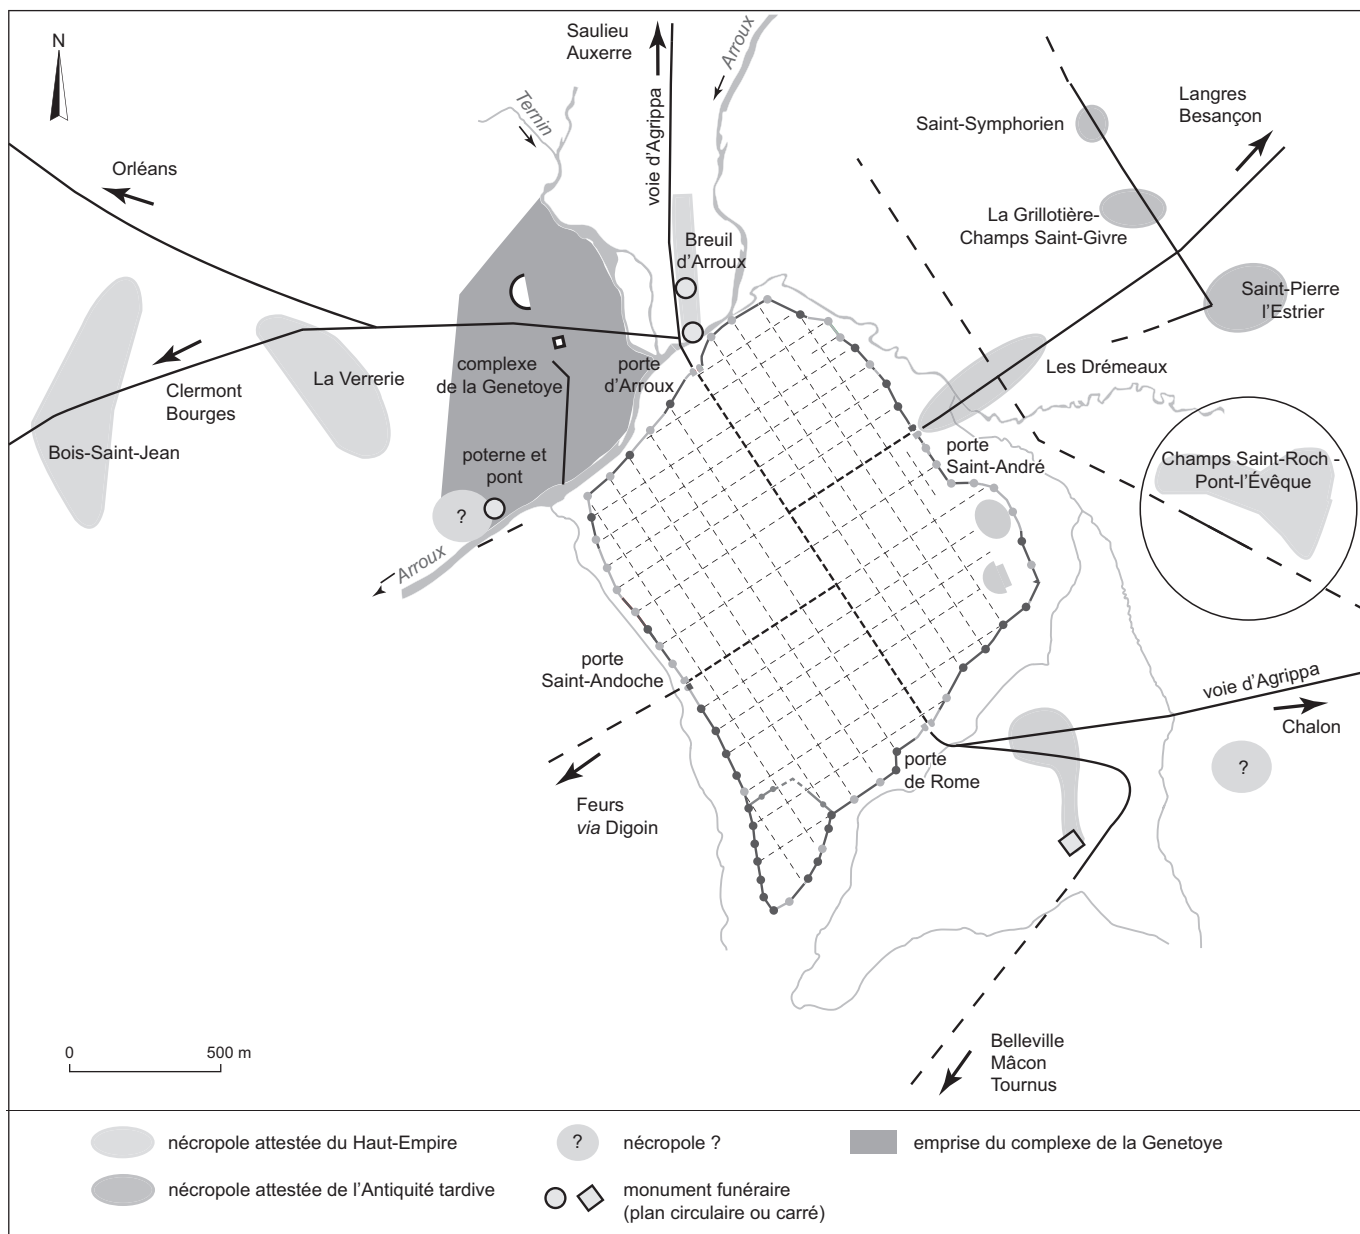 N
Saulieu
Auxerre
voie d'Agrippa
Arroux
Ternin
Orléans
Langres
Besançon
Saint-Symphorien
La Grillotière-
Champs Saint-Givre
Breuil
d'Arroux
Saint-Pierre
l'Estrier
complexe
de la Genetoye
porte
d'Arroux
La Verrerie
Les Drémeaux
Clermont
Bourges
Bois-Saint-Jean
poterne et
pont
porte
Saint-André
Champs Saint-Roch -
Pont-l'Évêque
?
Arroux
porte
Saint-Andoche
voie d'Agrippa
Chalon
porte
de Rome
?
Feurs
via Digoin
0 500 m
Belleville
Mâcon
Tournus
nécropole attestée du Haut-Empire
? nécropole ?
emprise du complexe de la Genetoye
nécropole attestée de l'Antiquité tardive
monument funéraire
(plan circulaire ou carré)